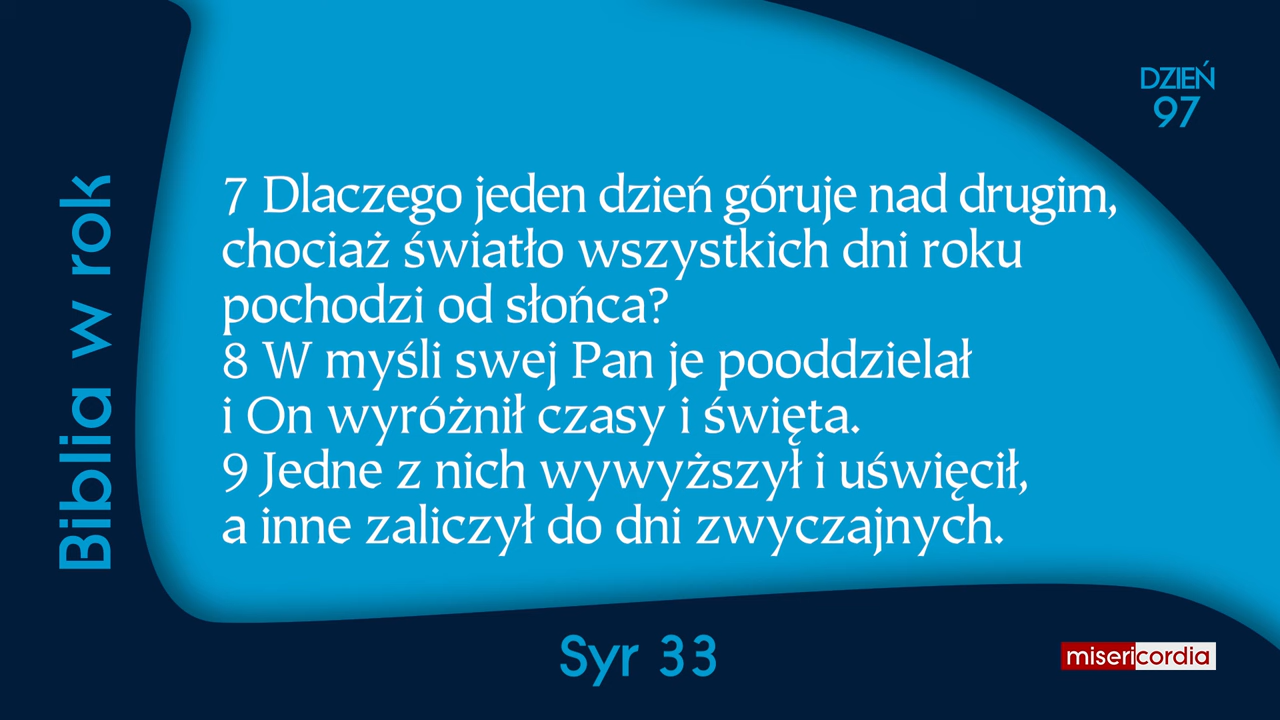 DZIEŃ
97
Biblia w rok
7 Dlaczego jeden dzień góruje nad drugim,
chociaż światło wszystkich dni roku
pochodzi od słońca?
8 W myśli swej Pan je pooddzielał
i On wyróżnił czasy i święta.
9 Jedne z nich wywyższył i uświęcił,
a inne zaliczył do dni zwyczajnych.
Syr 33
misericordia